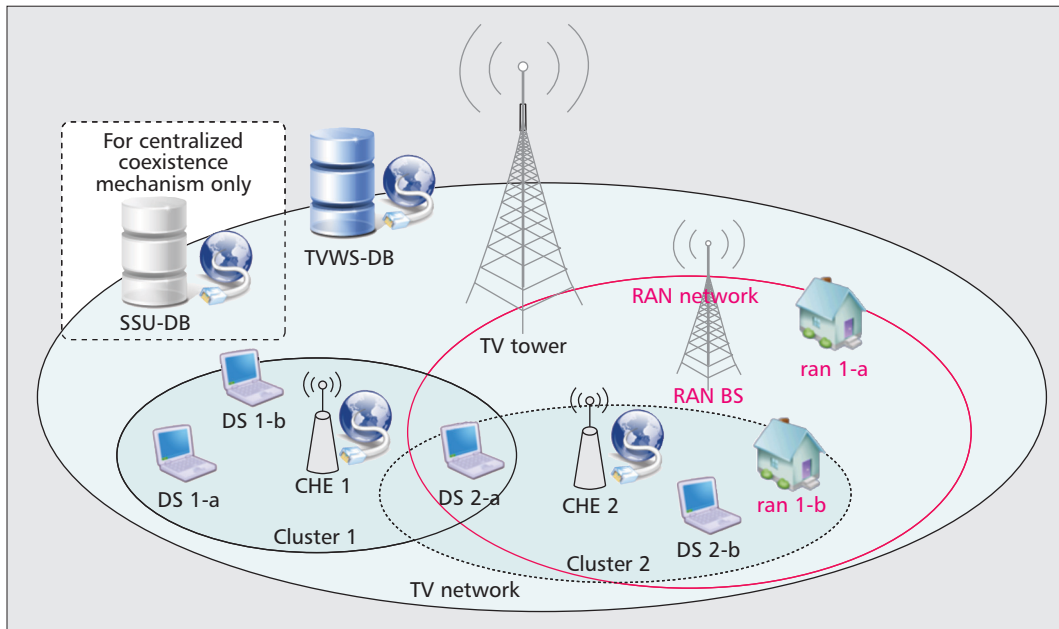 For centralized
coexistence
mechanism only
SSU-DB
TVWS-DB
TV tower
RAN network
RAN BS
ran 1-a
DS 1-b
DS 1-a
CHE 1
DS 2-a
CHE 2
DS 2-b
ran 1-b
Cluster 1
Cluster 2
TV network